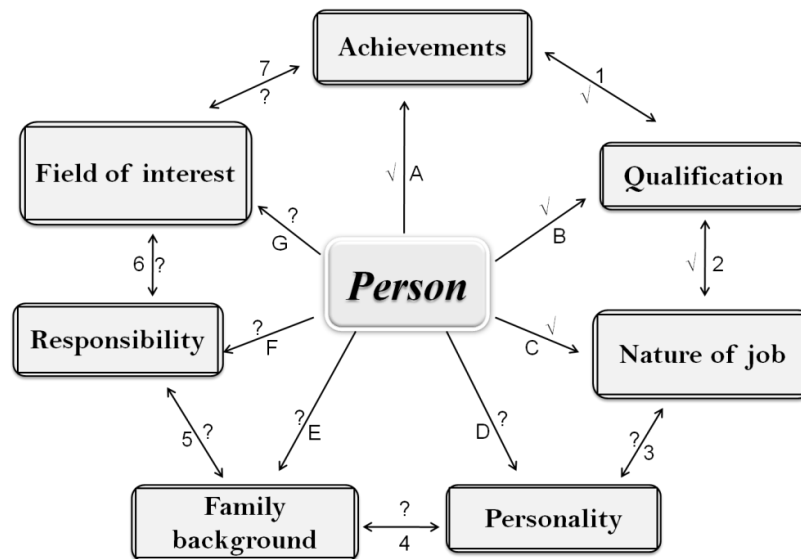 Achievements
7
?
1
√
Field of interest
Qualification
√ A
?
G
√
B
6 ?
√ 2
Person
Responsibility
?
F
√
C
Nature of job
5 ?
? E
D ?
?
3
Family
background
?
4
Personality